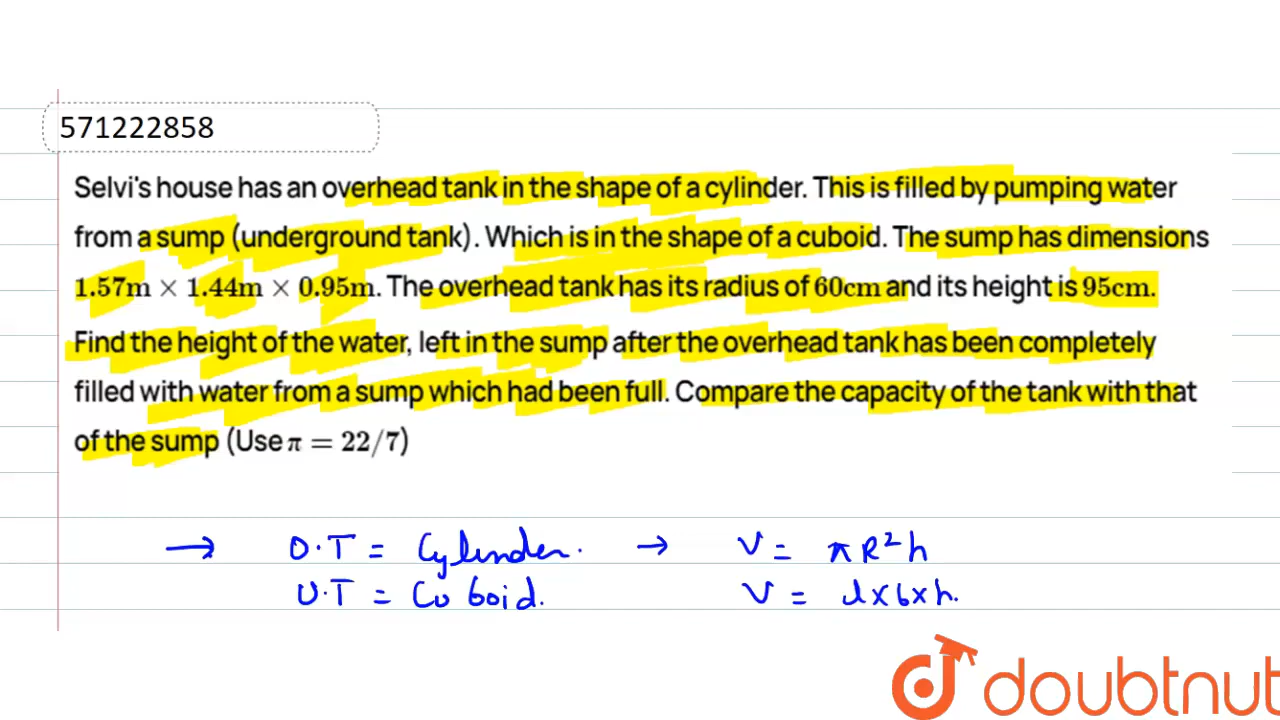 571222858
Selvi's house has an overhead tank in the shape of a cylinder. This is filled by pumping water
from a sump (underground tank). Which is in the shape of a cuboid. The sump has dimensions
1.57m × 1.44m × 0.95m. The overhead tank has its radius of 60cm and its height is 95cm.
Find the height of the water, left in the sump after the overhead tank has been completely
filled with water from a sump which had been full. Compare the capacity of the tank with that
of the sump (Use π = 22/7)
→ O.T = Cylinder. → V = πR²h
U.T = Cuboid. V = l×b×h.
doubtnut